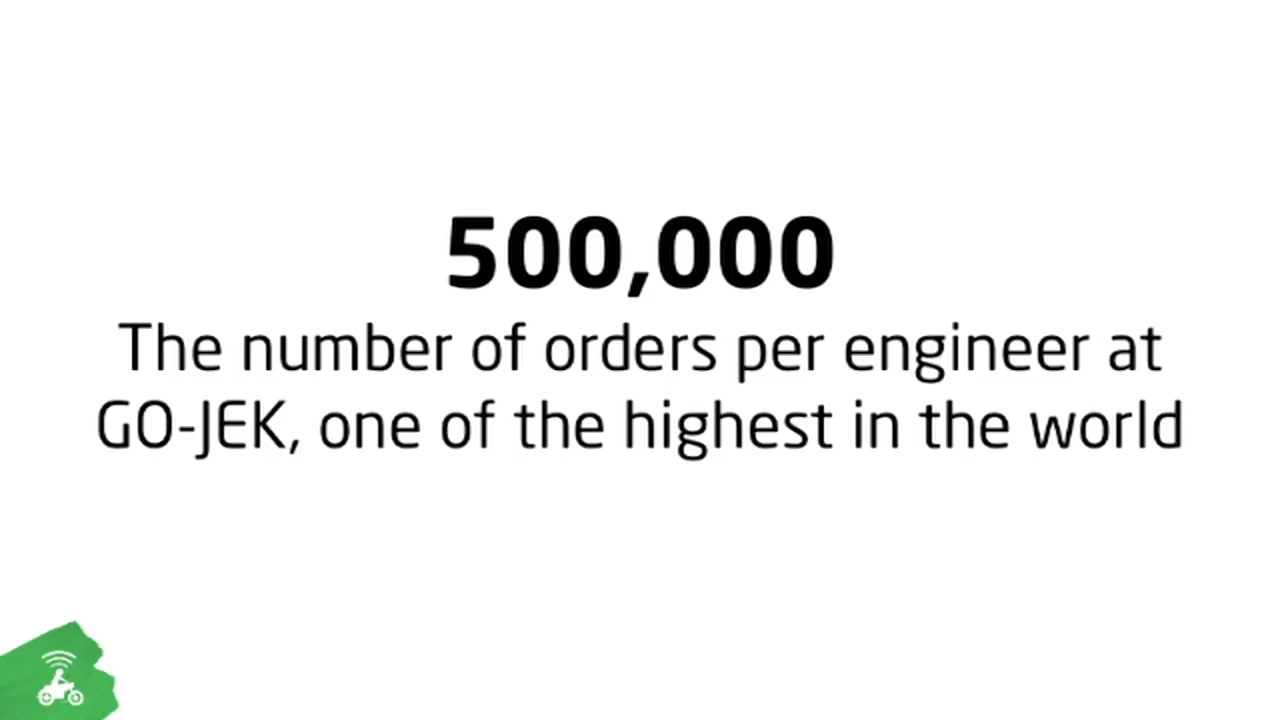 500,000
The number of orders per engineer at
GO-JEK, one of the highest in the world